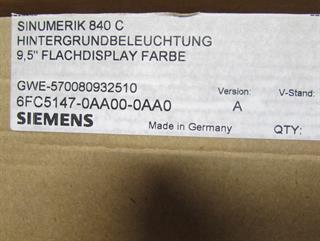 SINUMERIK 840 C
HINTERGRUNDBELEUCHTUNG
9,5" FLACHDISPLAY FARBE
GWE-570080932510 Version: V-Stand:
6FC5147-0AA00-0AA0 A
SIEMENS Made in Germany QTY: